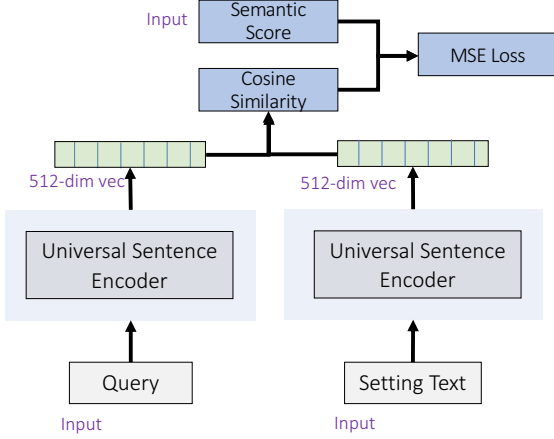 Input
Semantic
Score
MSE Loss
Cosine
Similarity
512-dim vec
512-dim vec
Universal Sentence
Encoder
Universal Sentence
Encoder
Query
Setting Text
Input
Input